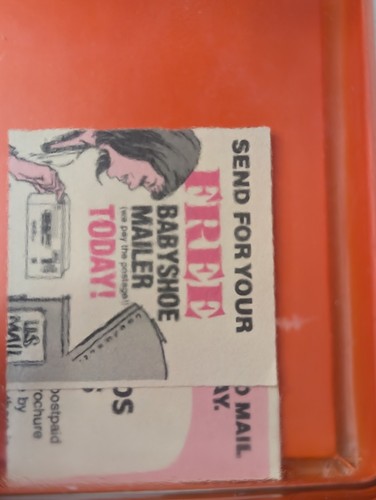 SEND FOR YOUR
FREE
BABYSHOE
MAILER
(we pay the postage!)
TODAY!
U.S.
MAIL
O MAIL
AY.
OS
postpaid
rochure
by